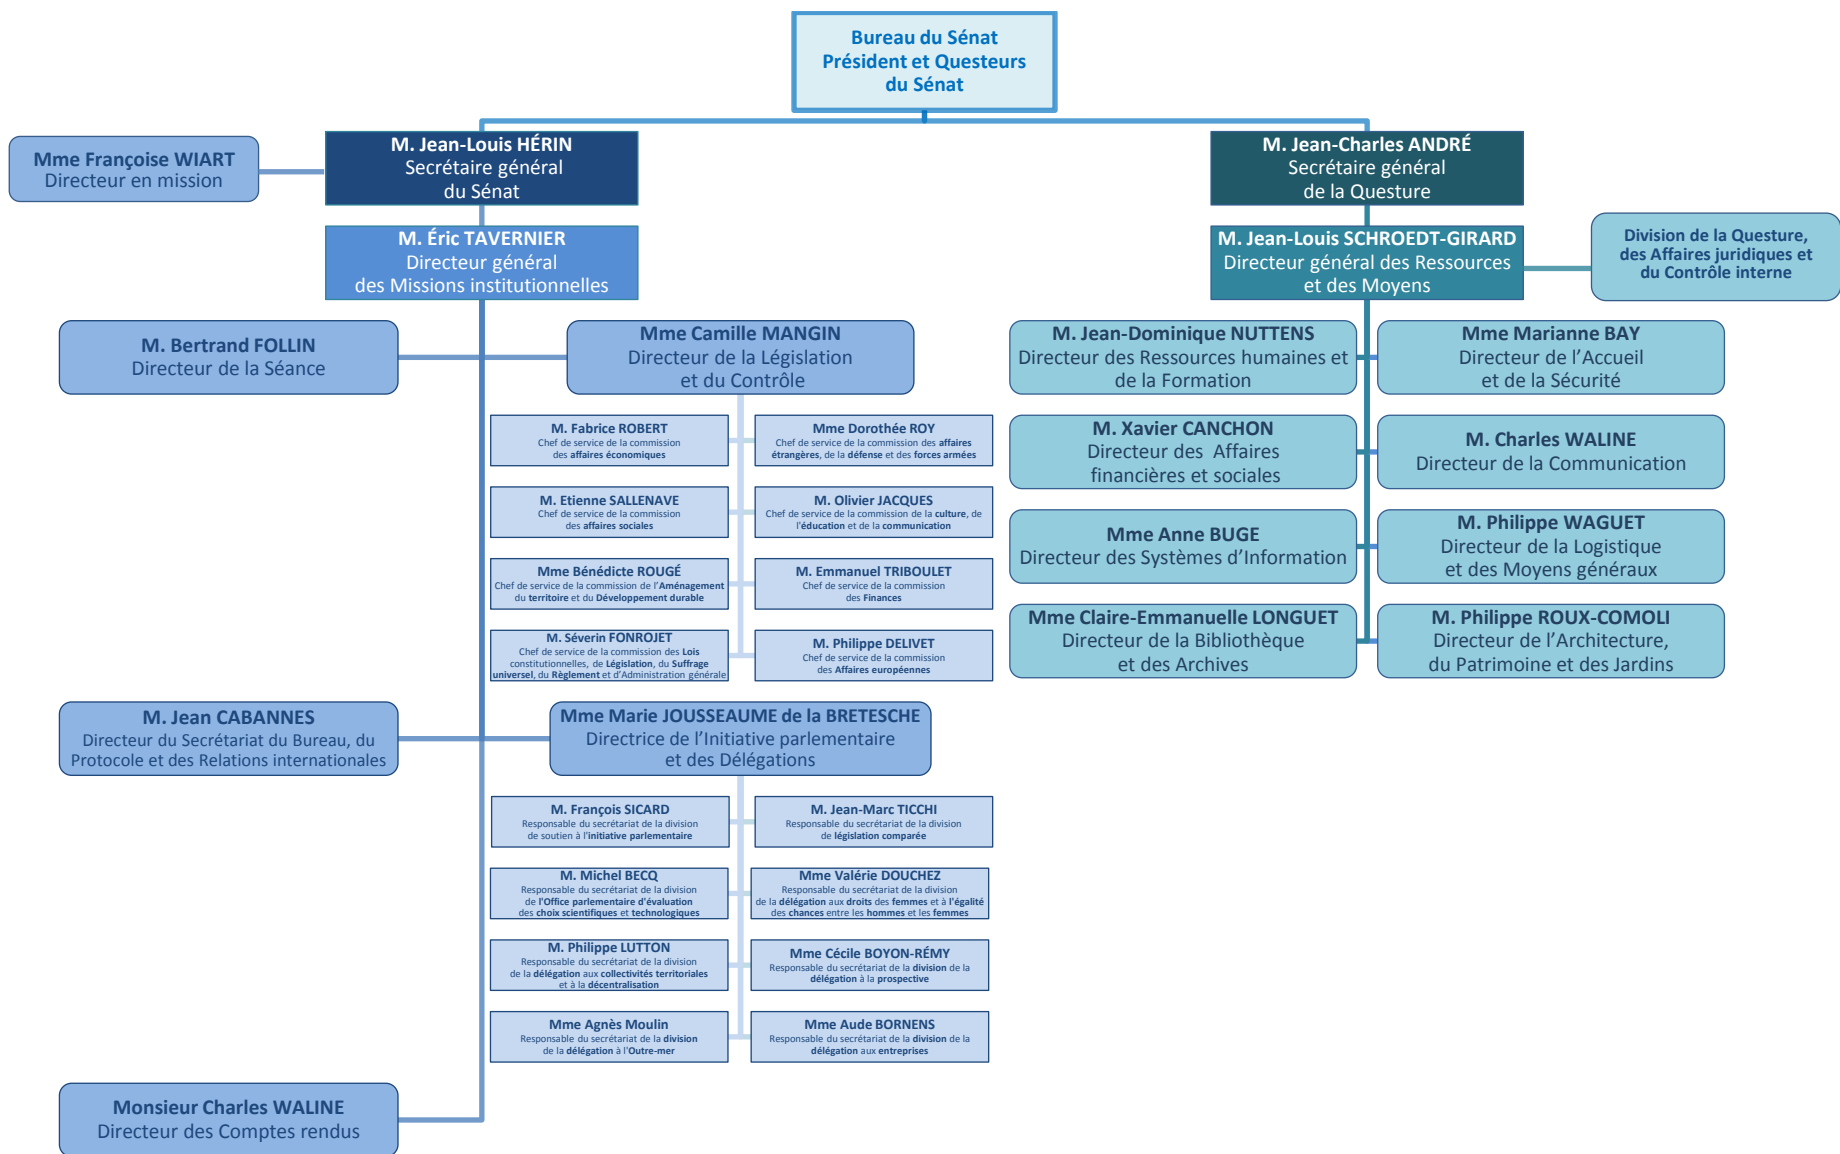 Bureau du Sénat
Président et Questeurs
du Sénat
Mme Françoise WIART
Directeur en mission
M. Jean-Louis HÉRIN
Secrétaire général
du Sénat
M. Jean-Charles ANDRÉ
Secrétaire général
de la Questure
M. Éric TAVERNIER
Directeur général
des Missions institutionnelles
M. Jean-Louis SCHROEDT-GIRARD
Directeur général des Ressources
et des Moyens
Division de la Questure,
des Affaires juridiques et
du Contrôle interne
M. Bertrand FOLLIN
Directeur de la Séance
Mme Camille MANGIN
Directeur de la Législation
et du Contrôle
M. Fabrice ROBERT
Chef de service de la commission
des affaires économiques
Mme Dorothée ROY
Chef de service de la commission des affaires
étrangères, de la défense et des forces armées
M. Etienne SALLENAVE
Chef de service de la commission
des affaires sociales
M. Olivier JACQUES
Chef de service de la commission de la culture, de
l'éducation et de la communication
Mme Bénédicte ROUGÉ
Chef de service de la commission de l'Aménagement
du territoire et du Développement durable
M. Emmanuel TRIBOULET
Chef de service de la commission
des Finances
M. Séverin FONROJET
Chef de service de la commission des Lois
constitutionnelles, de Législation, du Suffrage
universel, du Règlement et d'Administration générale
M. Philippe DELIVET
Chef de service de la commission
des Affaires européennes
M. Jean CABANNES
Directeur du Secrétariat du Bureau, du
Protocole et des Relations internationales
Mme Marie JOUSSEAUME de la BRETESCHE
Directrice de l'Initiative parlementaire
et des Délégations
M. François SICARD
Responsable du secrétariat de la division
de soutien à l'initiative parlementaire
M. Jean-Marc TICCHI
Responsable du secrétariat de la division
de législation comparée
M. Michel BECQ
Responsable du secrétariat de la division
de l'Office parlementaire d'évaluation
des choix scientifiques et technologiques
Mme Valérie DOUCHEZ
Responsable du secrétariat de la division
de la délégation aux droits des femmes et à l'égalité
des chances entre les hommes et les femmes
M. Philippe LUTTON
Responsable du secrétariat de la division
de la délégation aux collectivités territoriales
et à la décentralisation
Mme Cécile BOYON-RÉMY
Responsable du secrétariat de la division de la
délégation à la prospective
Mme Agnès Moulin
Responsable du secrétariat de la division
de la délégation à l'Outre-mer
Mme Aude BORNENS
Responsable du secrétariat de la division de la
délégation aux entreprises
Monsieur Charles WALINE
Directeur des Comptes rendus
M. Jean-Dominique NUTTENS
Directeur des Ressources humaines et
de la Formation
Mme Marianne BAY
Directeur de l'Accueil
et de la Sécurité
M. Xavier CANCHON
Directeur des Affaires
financières et sociales
M. Charles WALINE
Directeur de la Communication
Mme Anne BUGE
Directeur des Systèmes d'Information
M. Philippe WAGUET
Directeur de la Logistique
et des Moyens généraux
Mme Claire-Emmanuelle LONGUET
Directeur de la Bibliothèque
et des Archives
M. Philippe ROUX-COMOLI
Directeur de l'Architecture,
du Patrimoine et des Jardins